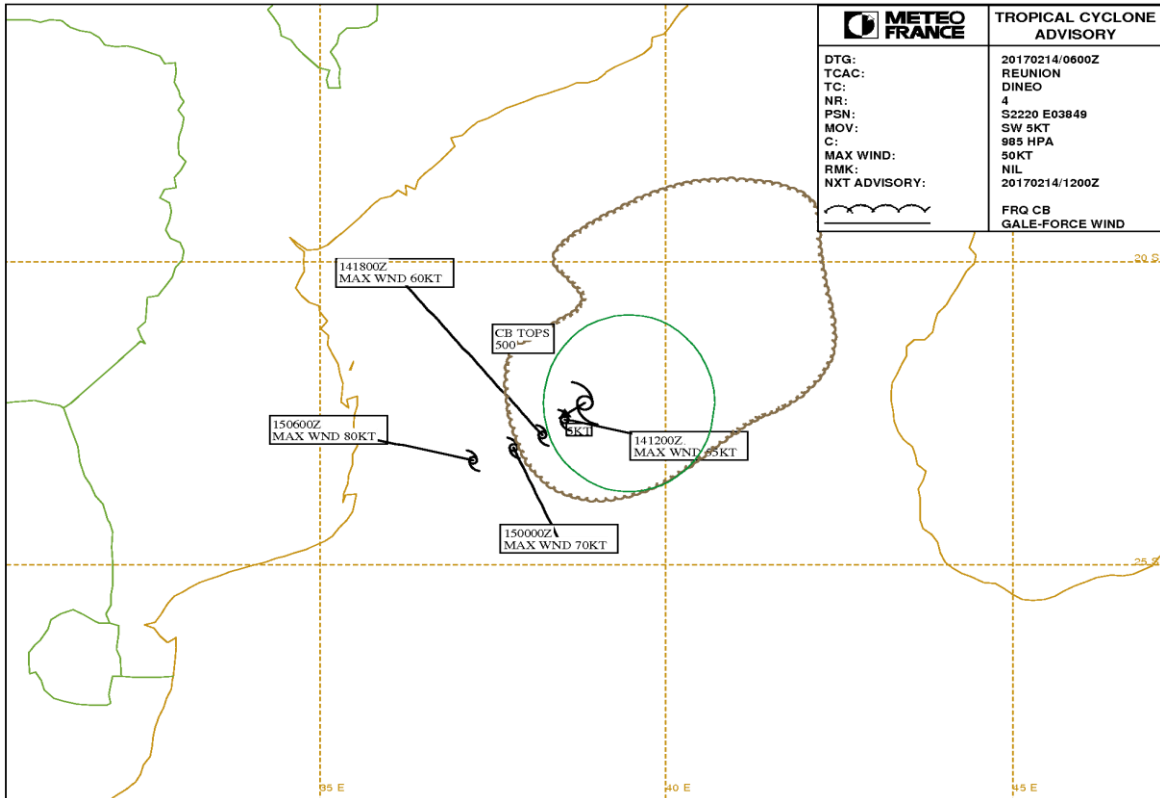 METEO
FRANCE
TROPICAL CYCLONE
ADVISORY
DTG: 20170214/0600Z
TCAC: REUNION
TC: DINEO
NR: 4
PSN: S2220 E03849
MOV: SW 5KT
C: 985 HPA
MAX WIND: 50KT
RMK: NIL
NXT ADVISORY: 20170214/1200Z
FRQ CB
GALE-FORCE WIND
20 S
141800Z
MAX WND 60KT
CB TOPS
500
150600Z
MAX WND 80KT
5KT
141200Z
MAX WND 55KT
150000Z
MAX WND 70KT
25 S
35 E
40 E
45 E